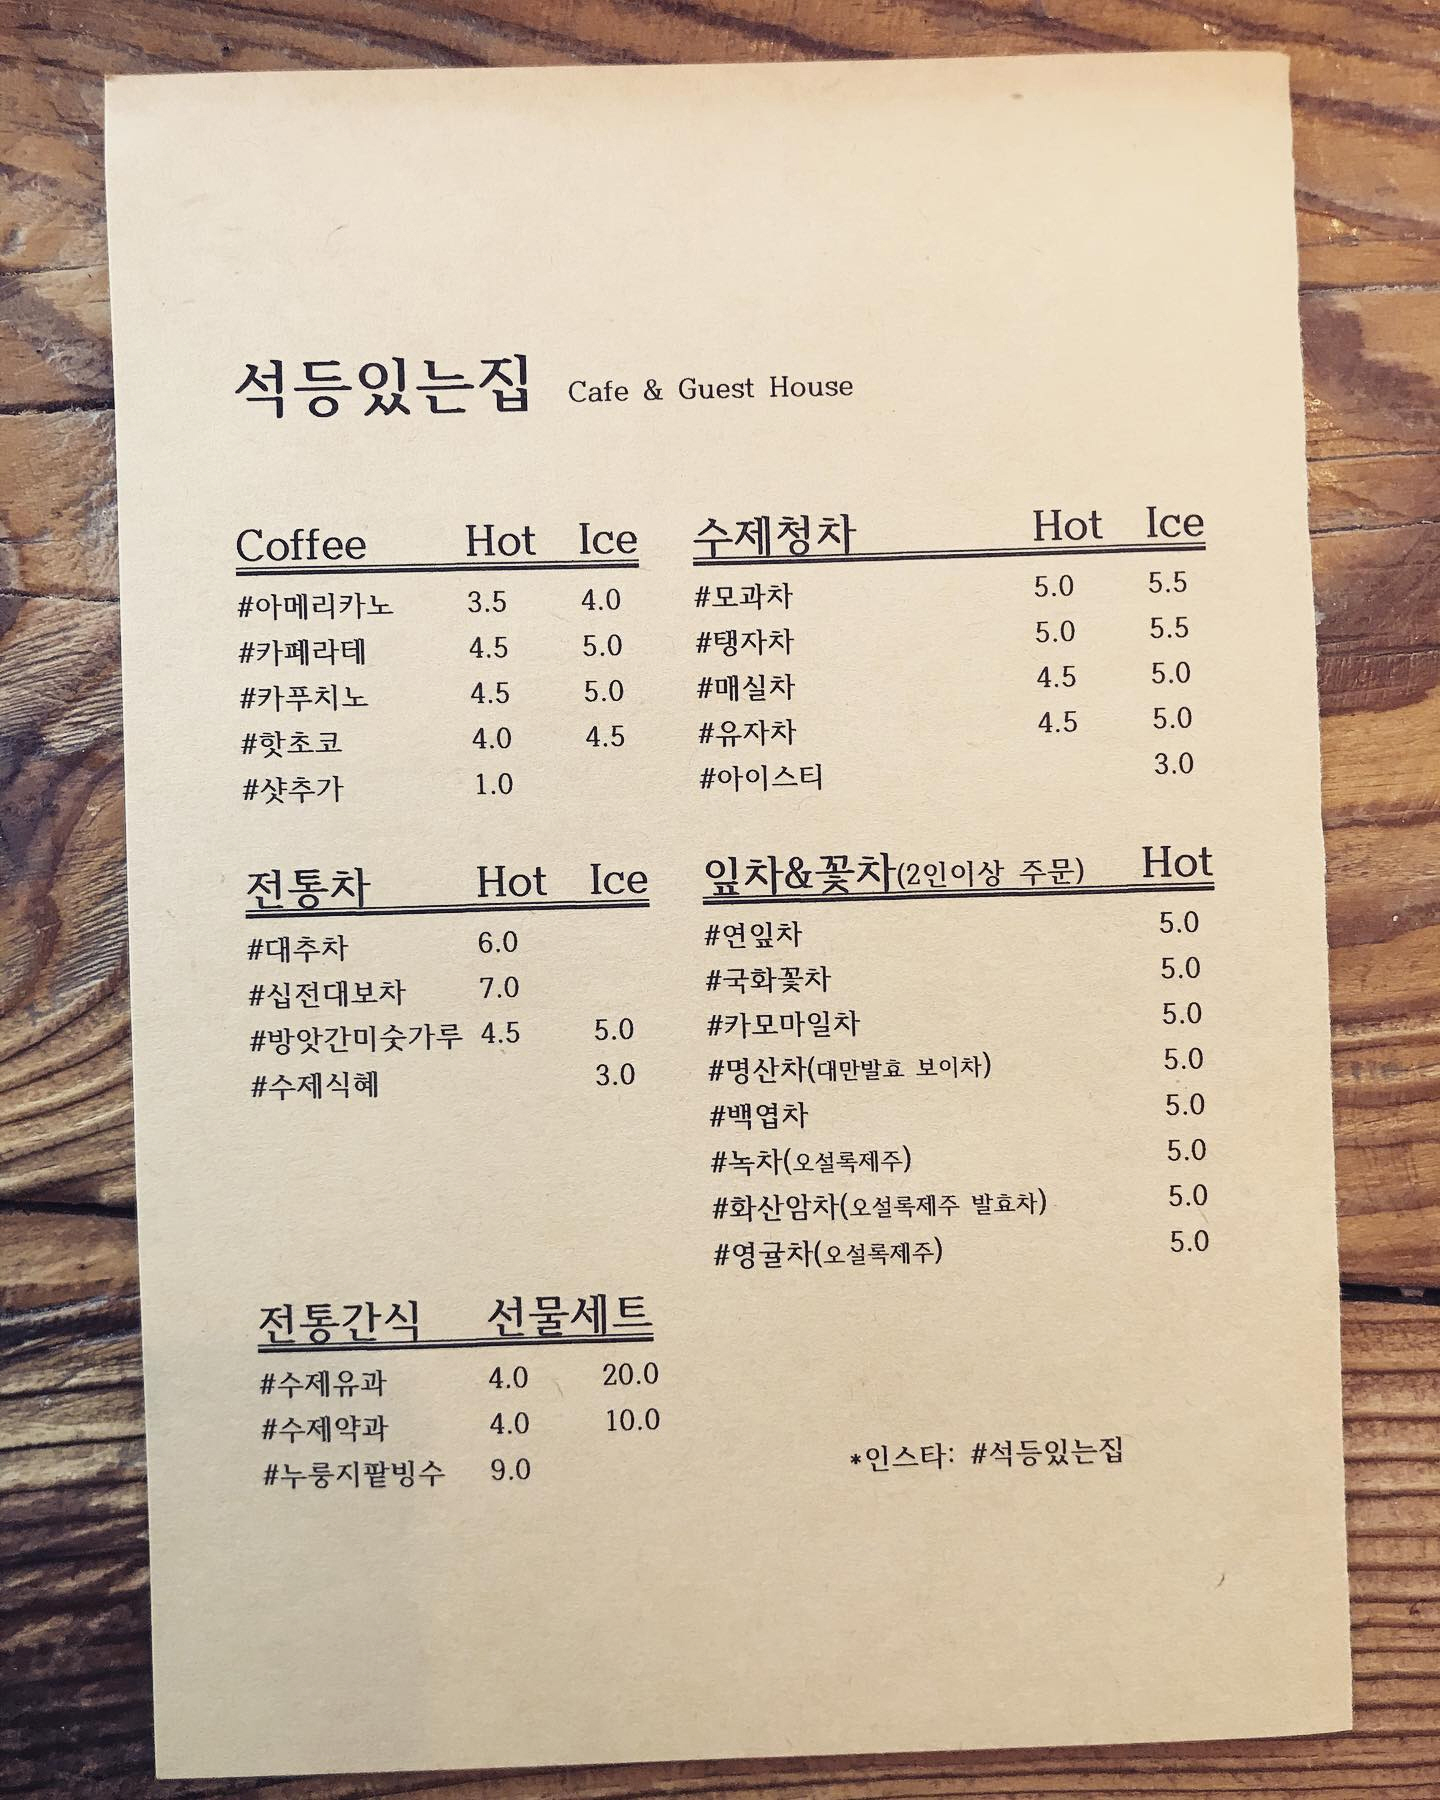 석등있는집 Cafe & Guest House
Coffee Hot Ice
#아메리카노 3.5 4.0
#카페라테 4.5 5.0
#카푸치노 4.5 5.0
#핫초코 4.0 4.5
#샷추가 1.0
수제청차 Hot Ice
#모과차 5.0 5.5
#탱자차 5.0 5.5
#매실차 4.5 5.0
#유자차 4.5 5.0
#아이스티 3.0
전통차 Hot Ice
#대추차 6.0
#십전대보차 7.0
#방앗간미숫가루 4.5 5.0
#수제식혜 3.0
잎차&꽃차(2인이상 주문) Hot
#연잎차 5.0
#국화꽃차 5.0
#카모마일차 5.0
#명산차(대만발효 보이차) 5.0
#백엽차 5.0
#녹차(오설록제주) 5.0
#화산암차(오설록제주 발효차) 5.0
#영귤차(오설록제주) 5.0
전통간식 선물세트
#수제유과 4.0 20.0
#수제약과 4.0 10.0
#누룽지팥빙수 9.0
*인스타: #석등있는집